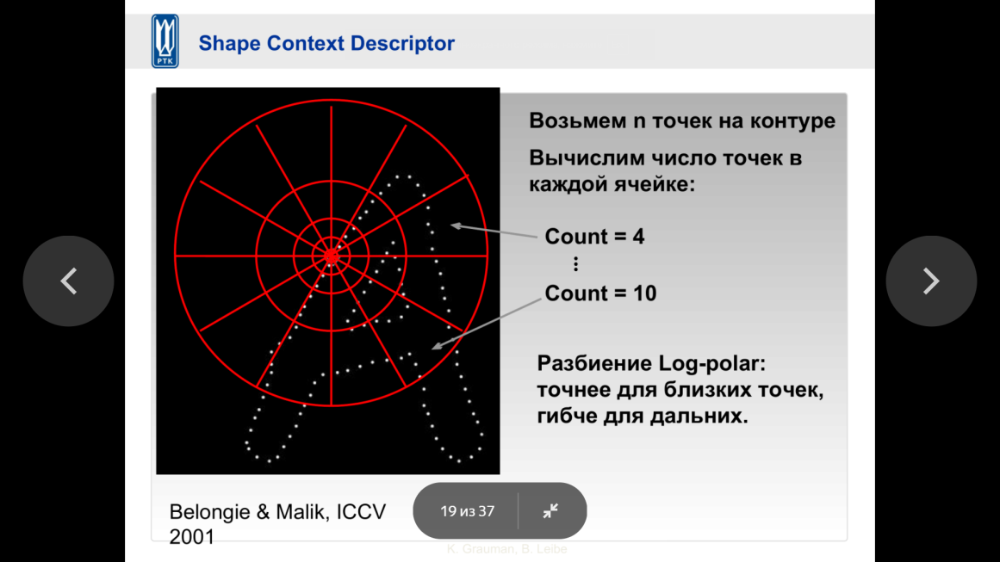 РТК
Shape Context Descriptor
Возьмем n точек на контуре
Вычислим число точек в
каждой ячейке:
Count = 4
⋮
Count = 10
Разбиение Log-polar:
точнее для близких точек,
гибче для дальних.
Belongie & Malik, ICCV
2001
19 из 37
K. Grauman, B. Leibe